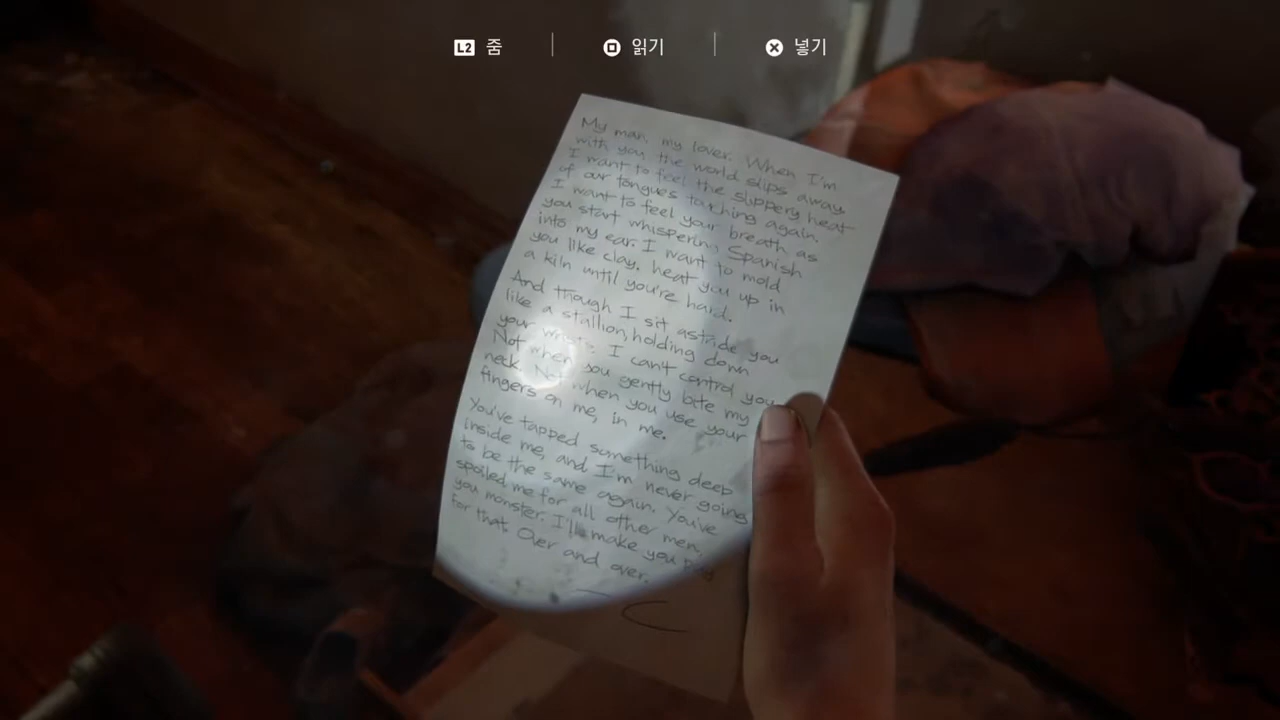 L2 줌 읽기 넣기
My man, my lover. When I'm
with you the world slips away
I want to feel the slippery heat
of our tongues touching again.
I want to feel your breath as
you start whispering Spanish
into my ear. I want to mold
you like clay, heat you up in
a kiln until you're hard.
And though I sit astride you
like a stallion, holding down
your wrists, I can't control you
Not when you gently bite my
neck. Not when you use your
fingers on me, in me.
You've tapped something deep
inside me, and I'm never going
to be the same again. You've
spoiled me for all other men,
you monster. I'll make you pay
for that. Over and over.